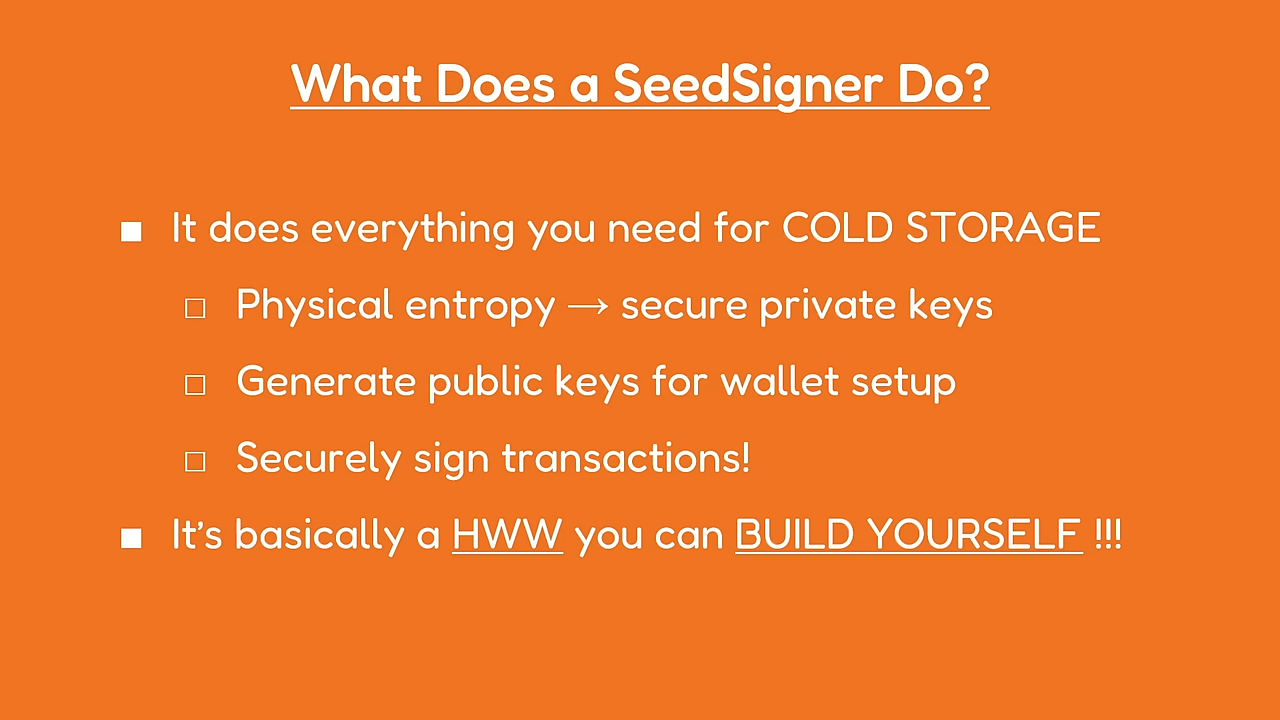 What Does a SeedSigner Do?
■ It does everything you need for COLD STORAGE
□ Physical entropy → secure private keys
□ Generate public keys for wallet setup
□ Securely sign transactions!
■ It’s basically a HWW you can BUILD YOURSELF !!!